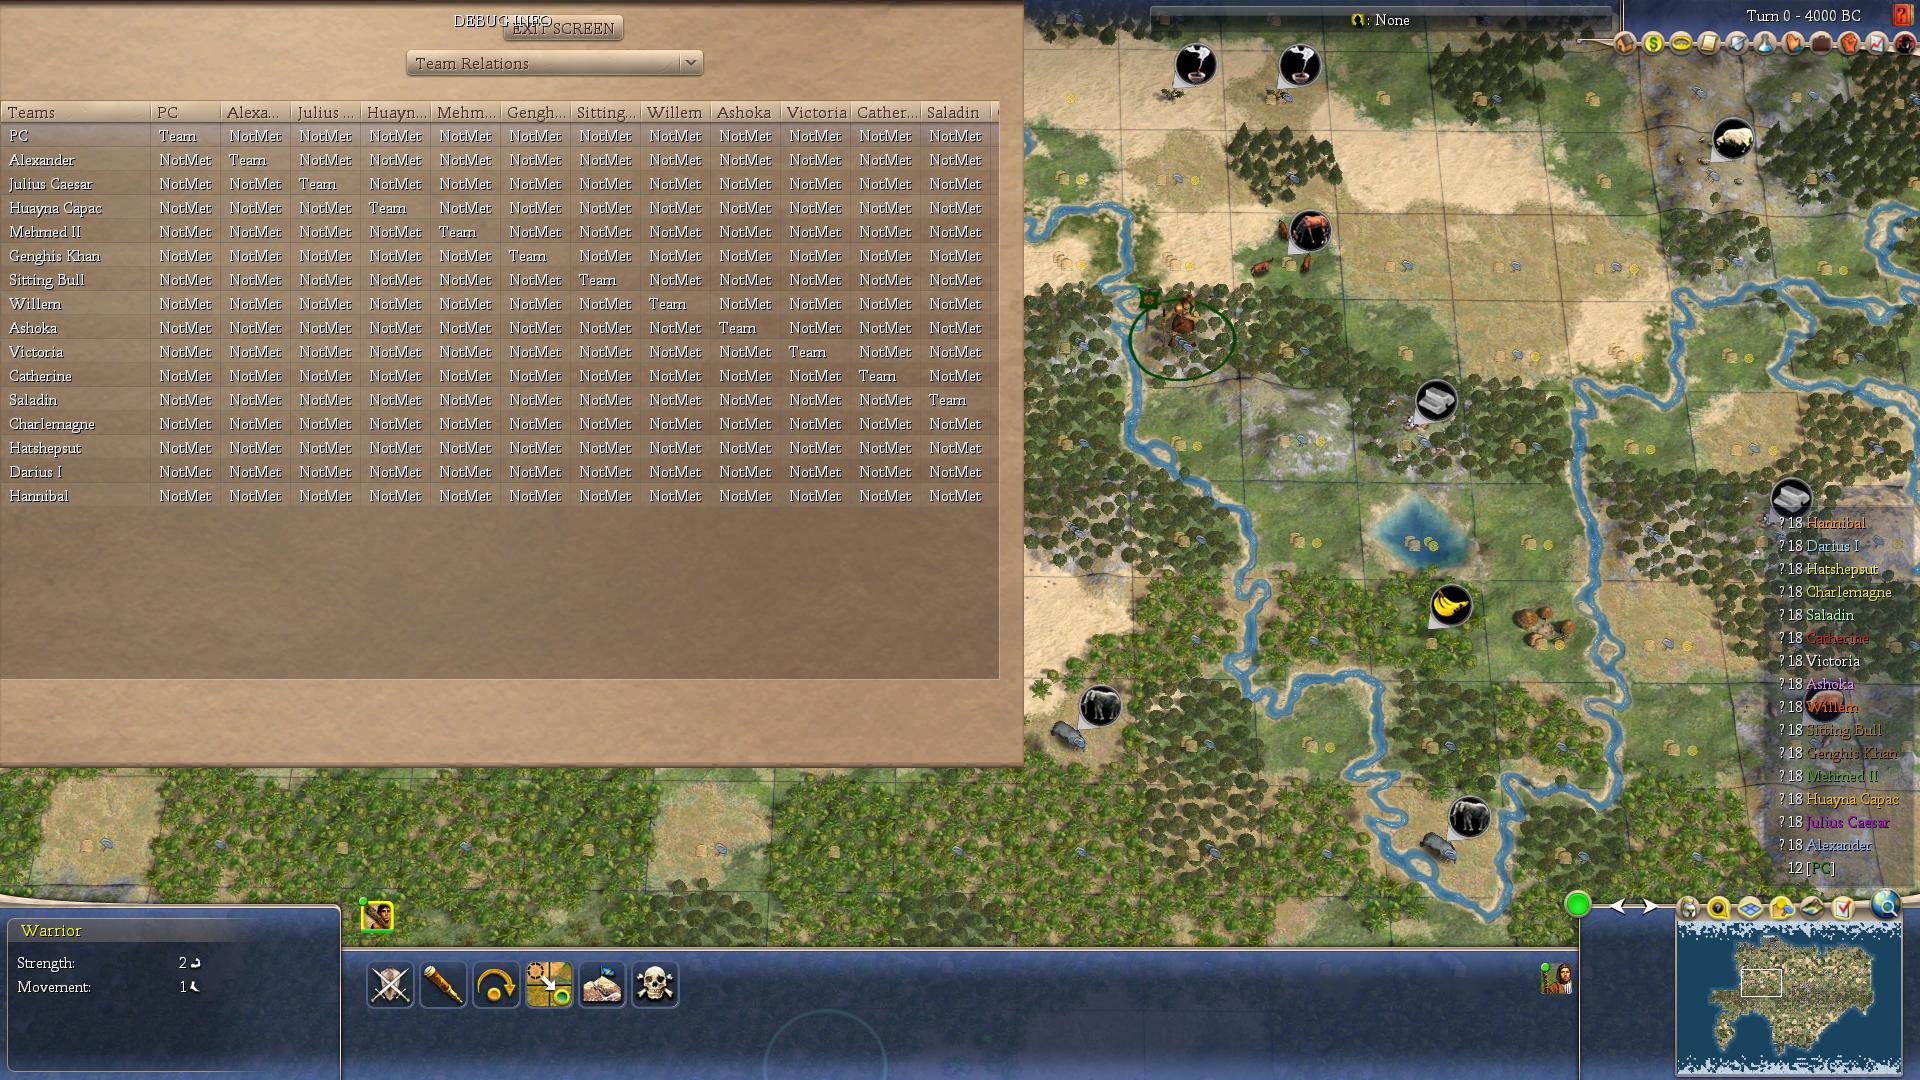 DEBUG INFO
EXIT SCREEN
: None
Turn 0 - 4000 BC
Team Relations
Teams PC Alexa... Julius ... Huayn... Mehm... Gengh... Sitting... Willem Ashoka Victoria Cather... Saladin
PC Team NotMet NotMet NotMet NotMet NotMet NotMet NotMet NotMet NotMet NotMet NotMet
Alexander NotMet Team NotMet NotMet NotMet NotMet NotMet NotMet NotMet NotMet NotMet NotMet
Julius Caesar NotMet NotMet Team NotMet NotMet NotMet NotMet NotMet NotMet NotMet NotMet NotMet
Huayna Capac NotMet NotMet NotMet Team NotMet NotMet NotMet NotMet NotMet NotMet NotMet NotMet
Mehmed II NotMet NotMet NotMet NotMet Team NotMet NotMet NotMet NotMet NotMet NotMet NotMet
Genghis Khan NotMet NotMet NotMet NotMet NotMet Team NotMet NotMet NotMet NotMet NotMet NotMet
Sitting Bull NotMet NotMet NotMet NotMet NotMet NotMet Team NotMet NotMet NotMet NotMet NotMet
Willem NotMet NotMet NotMet NotMet NotMet NotMet NotMet Team NotMet NotMet NotMet NotMet
Ashoka NotMet NotMet NotMet NotMet NotMet NotMet NotMet NotMet Team NotMet NotMet NotMet
Victoria NotMet NotMet NotMet NotMet NotMet NotMet NotMet NotMet NotMet Team NotMet NotMet
Catherine NotMet NotMet NotMet NotMet NotMet NotMet NotMet NotMet NotMet NotMet Team NotMet
Saladin NotMet NotMet NotMet NotMet NotMet NotMet NotMet NotMet NotMet NotMet NotMet Team
Charlemagne NotMet NotMet NotMet NotMet NotMet NotMet NotMet NotMet NotMet NotMet NotMet NotMet
Hatshepsut NotMet NotMet NotMet NotMet NotMet NotMet NotMet NotMet NotMet NotMet NotMet NotMet
Darius I NotMet NotMet NotMet NotMet NotMet NotMet NotMet NotMet NotMet NotMet NotMet NotMet
Hannibal NotMet NotMet NotMet NotMet NotMet NotMet NotMet NotMet NotMet NotMet NotMet NotMet
? 18 Hannibal
? 18 Darius I
? 18 Hatshepsut
? 18 Charlemagne
? 18 Saladin
? 18 Catherine
? 18 Victoria
? 18 Ashoka
? 18 Willem
? 18 Sitting Bull
? 18 Genghis Khan
? 18 Mehmed II
? 18 Huayna Capac
? 18 Julius Caesar
? 18 Alexander
12 [PC]
Warrior
Strength: 2
Movement: 1